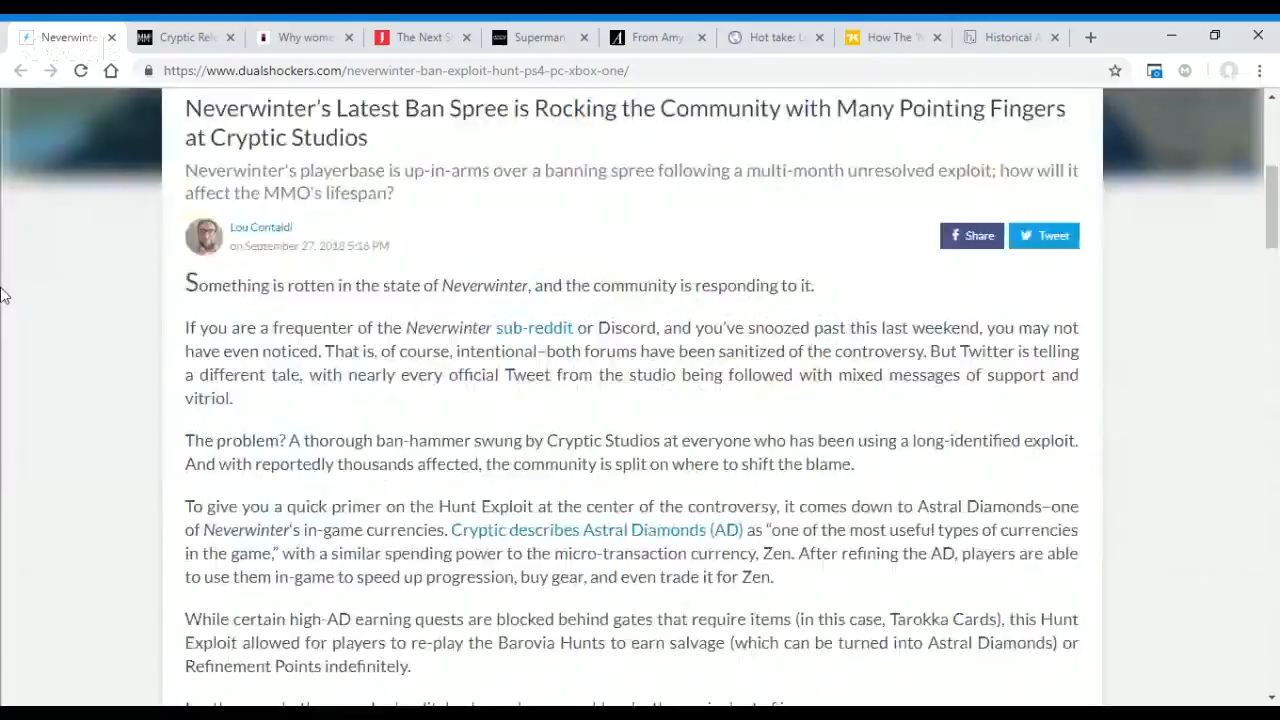 Neverwinter
Cryptic Rel
Why wome
The Next S
Superman
From Amy
Hot take: L
How The
Historical A
https://www.dualshockers.com/neverwinter-ban-exploit-hunt-ps4-pc-xbox-one/
Neverwinter's Latest Ban Spree is Rocking the Community with Many Pointing Fingers
at Cryptic Studios
Neverwinter's playerbase is up-in-arms over a banning spree following a multi-month unresolved exploit; how will it
affect the MMO's lifespan?
Lou Contaldi
on September 27, 2018 5:16 PM
Share
Tweet
Something is rotten in the state of Neverwinter, and the community is responding to it.
If you are a frequenter of the Neverwinter sub-reddit or Discord, and you've snoozed past this last weekend, you may not
have even noticed. That is, of course, intentional–both forums have been sanitized of the controversy. But Twitter is telling
a different tale, with nearly every official Tweet from the studio being followed with mixed messages of support and
vitriol.
The problem? A thorough ban-hammer swung by Cryptic Studios at everyone who has been using a long-identified exploit.
And with reportedly thousands affected, the community is split on where to shift the blame.
To give you a quick primer on the Hunt Exploit at the center of the controversy, it comes down to Astral Diamonds–one
of Neverwinter's in-game currencies. Cryptic describes Astral Diamonds (AD) as “one of the most useful types of currencies
in the game,” with a similar spending power to the micro-transaction currency, Zen. After refining the AD, players are able
to use them in-game to speed up progression, buy gear, and even trade it for Zen.
While certain high-AD earning quests are blocked behind gates that require items (in this case, Tarokka Cards), this Hunt
Exploit allowed for players to re-play the Barovia Hunts to earn salvage (which can be turned into Astral Diamonds) or
Refinement Points indefinitely.